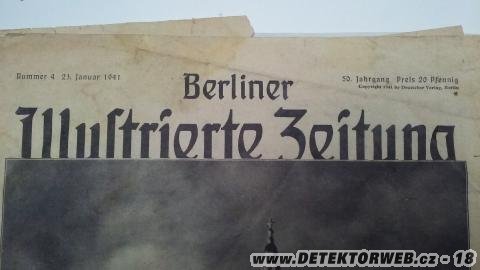 Nummer 4 23. Januar 1941
Berliner
50. Jahrgang Preis 20 Pfennig
Copyright 1941 by Deutscher Verlag, Berlin
Illustrierte Zeitung
www.DETEKTORWEB.cz - 18